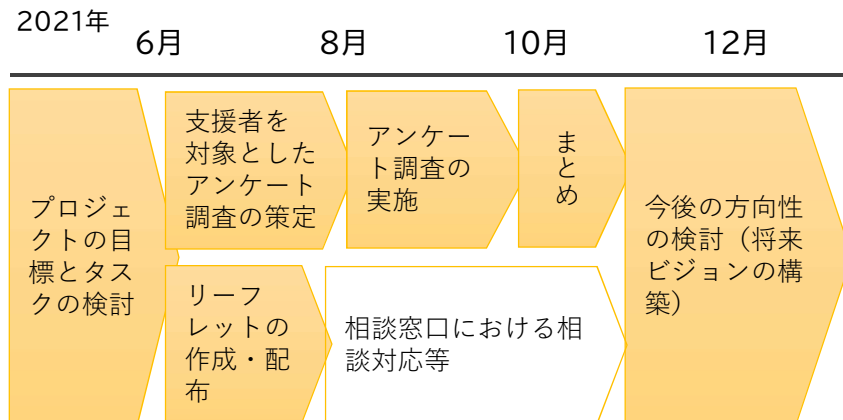 2021年
6月
8月
10月
12月
プロジェ
クトの目
標とタス
クの検討
支援者を
対象とした
アンケート
調査の策定
アンケー
ト調査の
実施
まとめ
リーフ
レットの
作成・配
布
相談窓口における相
談対応等
今後の方向性
の検討（将来
ビジョンの構
築）